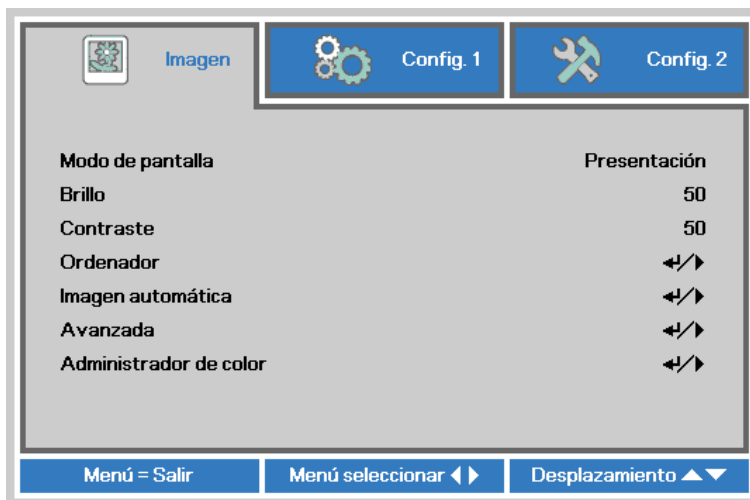 Imagen Config. 1 Config. 2
Modo de pantalla Presentación
Brillo 50
Contraste 50
Ordenador ↵/▶
Imagen automática ↵/▶
Avanzada ↵/▶
Administrador de color ↵/▶
Menú = Salir Menú seleccionar ◀▶ Desplazamiento ▲▼